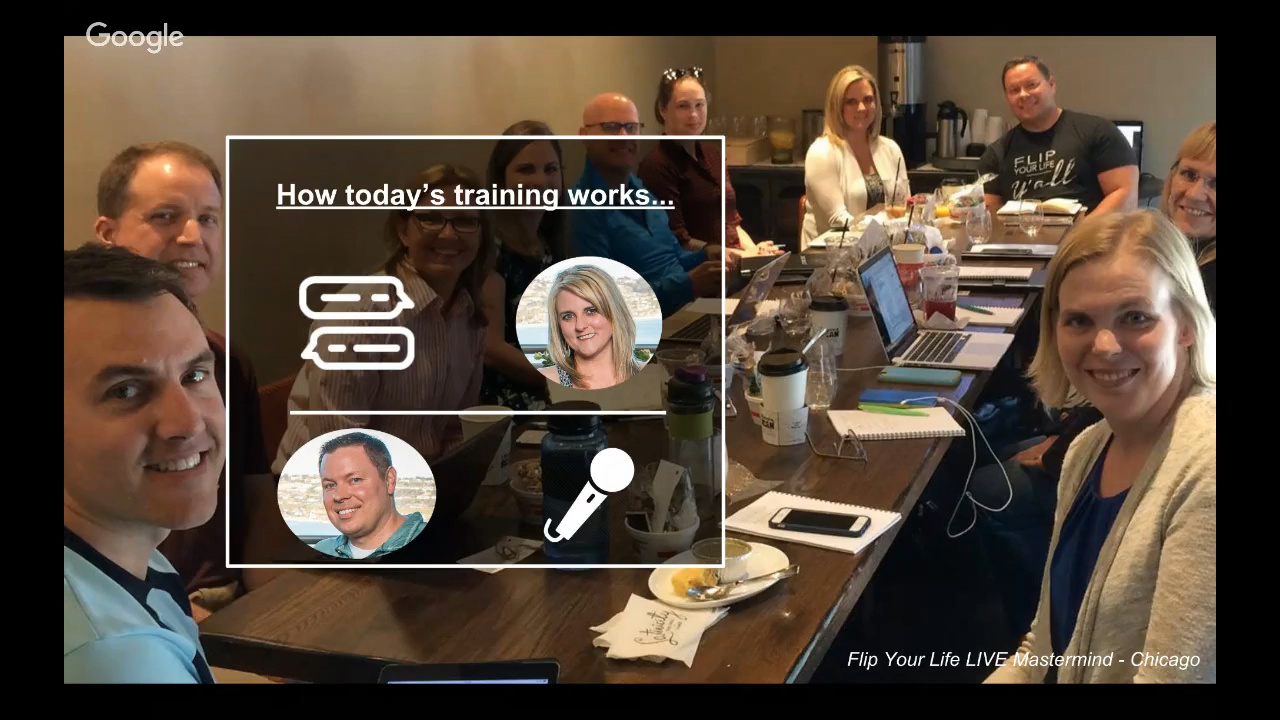 Google
How today's training works...
FLIP
YOUR LIFE
y'all
Flip Your Life LIVE Mastermind - Chicago